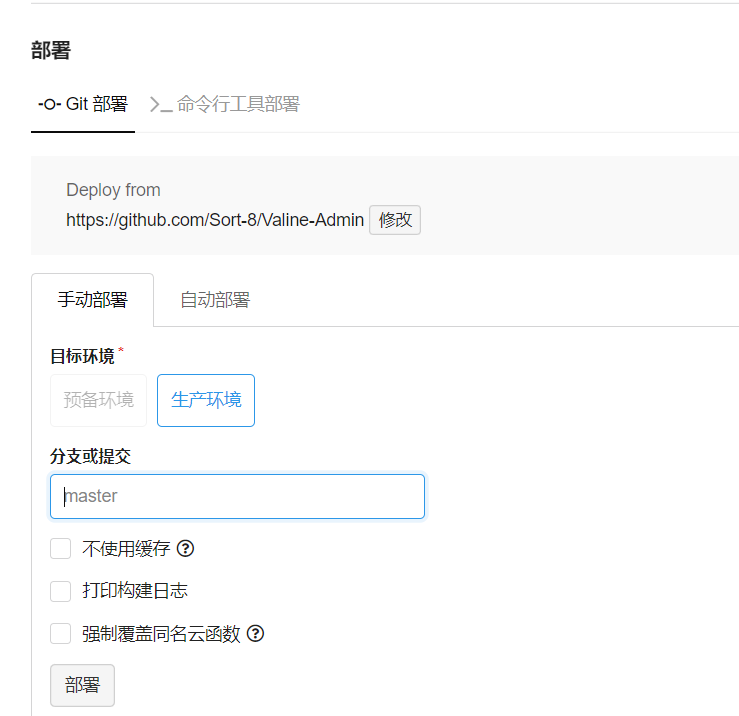 部署
Git 部署 命令行工具部署
Deploy from
https://github.com/Sort-8/Valine-Admin 修改
手动部署 自动部署
目标环境*
预备环境 生产环境
分支或提交
master
不使用缓存
打印构建日志
强制覆盖同名云函数
部署